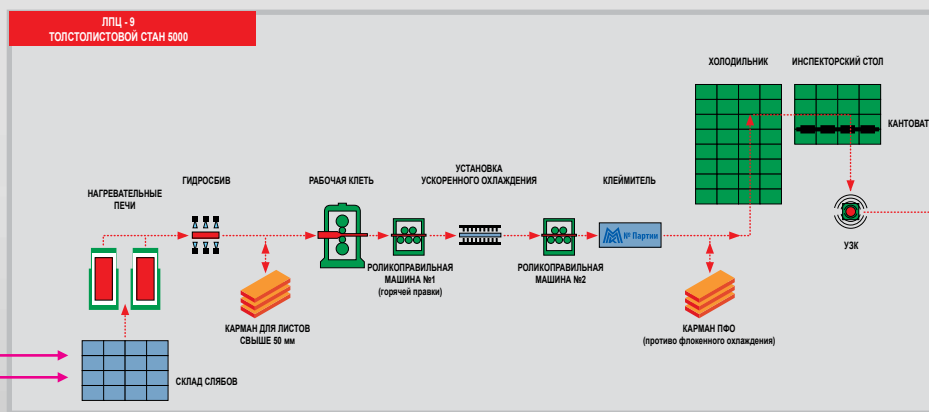 ЛПЦ - 9
ТОЛСТОЛИСТОВОЙ СТАН 5000
ХОЛОДИЛЬНИК
ИНСПЕКТОРСКИЙ СТОЛ
КАНТОВАТ
УСТАНОВКА
УСКОРЕННОГО ОХЛАЖДЕНИЯ
ГИДРОСБИВ
РАБОЧАЯ КЛЕТЬ
КЛЕЙМИТЕЛЬ
НАГРЕВАТЕЛЬНЫЕ
ПЕЧИ
№ Партии
УЗК
РОЛИКОПРАВИЛЬНАЯ
МАШИНА №1
(горячей правки)
РОЛИКОПРАВИЛЬНАЯ
МАШИНА №2
КАРМАН ДЛЯ ЛИСТОВ
СВЫШЕ 50 мм
КАРМАН ПФО
(противо флокенного охлаждения)
СКЛАД СЛЯБОВ